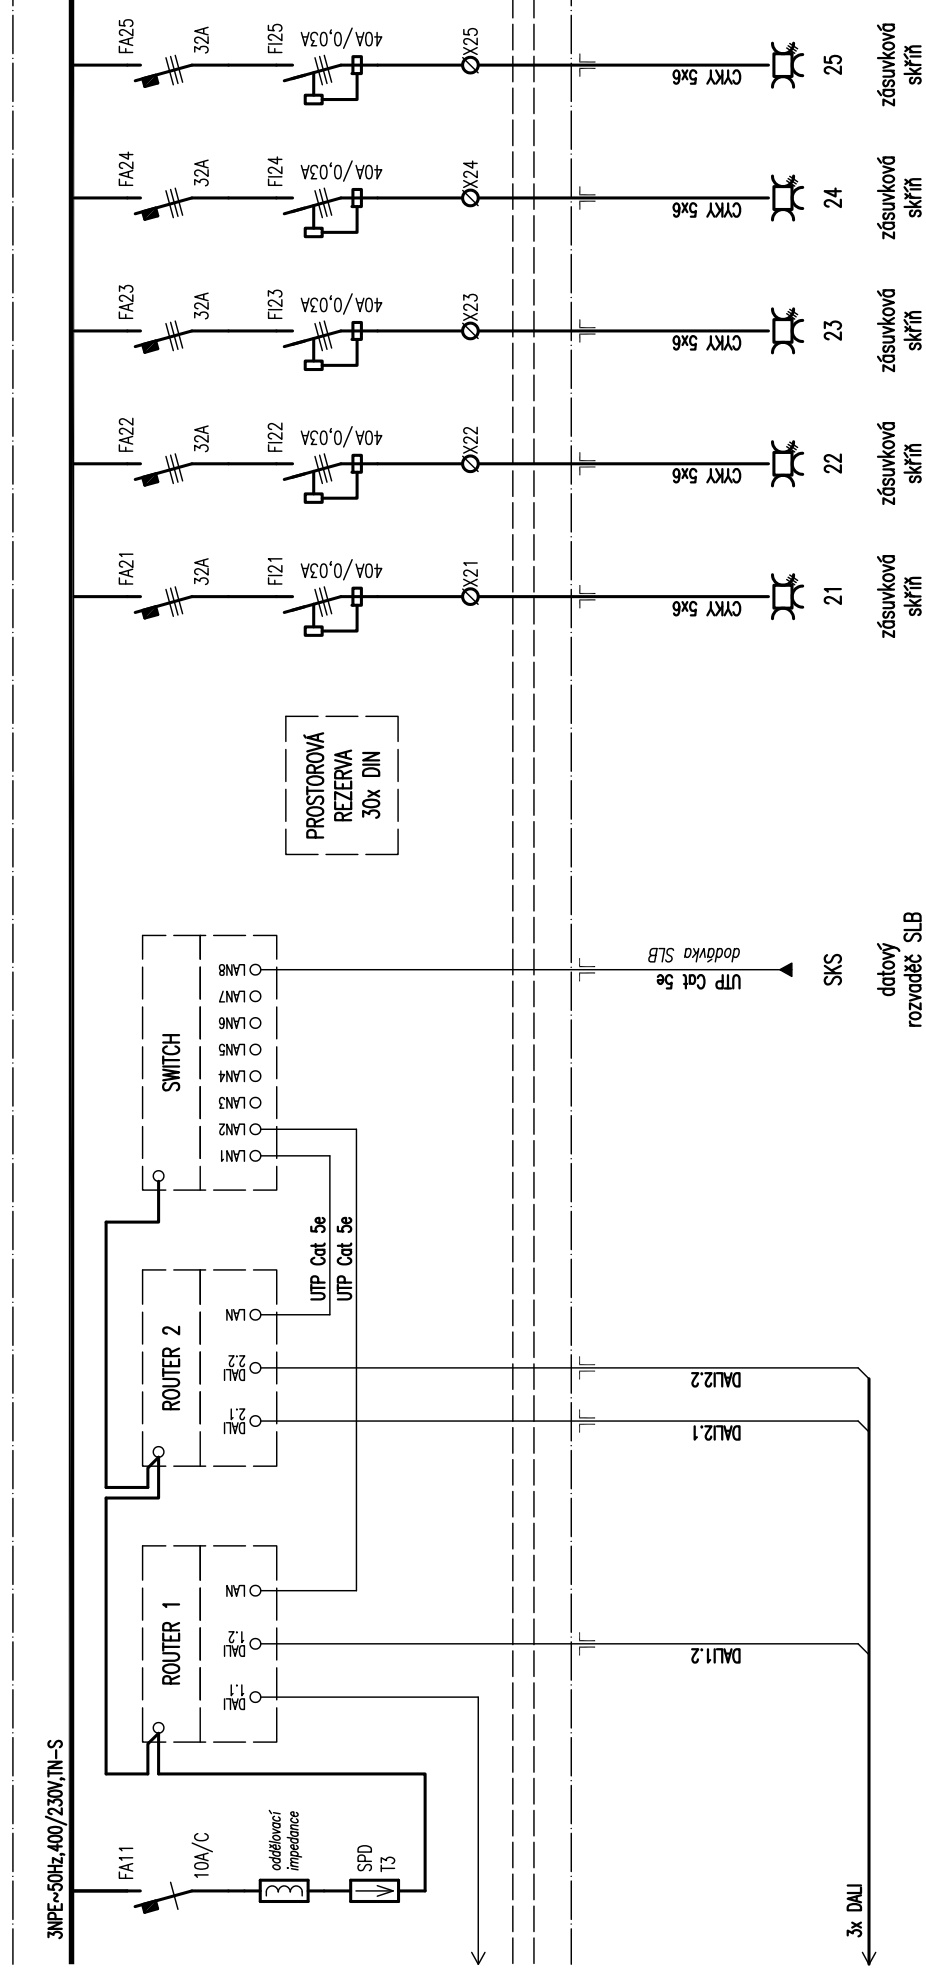 3NPE~50Hz,400/230V,TN-S
FA11
10A/C
oddělovací
impedance
SPD
T3
ROUTER 1
DALI
1.1
DALI
1.2
LAN
ROUTER 2
DALI
2.1
DALI
2.2
LAN
UTP Cat 5e
UTP Cat 5e
SWITCH
LAN1
LAN2
LAN3
LAN4
LAN5
LAN6
LAN7
LAN8
PROSTOROVÁ
REZERVA
30x DIN
FA21
32A
FI21
40A/0,03A
X21
CYKY 5x6
21
zásuvková
skříň
FA22
32A
FI22
40A/0,03A
X22
CYKY 5x6
22
zásuvková
skříň
FA23
32A
FI23
40A/0,03A
X23
CYKY 5x6
23
zásuvková
skříň
FA24
32A
FI24
40A/0,03A
X24
CYKY 5x6
24
zásuvková
skříň
FA25
32A
FI25
40A/0,03A
X25
CYKY 5x6
25
zásuvková
skříň
DALI1.2
DALI2.1
DALI2.2
3x DALI
dodávka SLB
UTP Cat 5e
SKS
datový
rozvaděč SLB